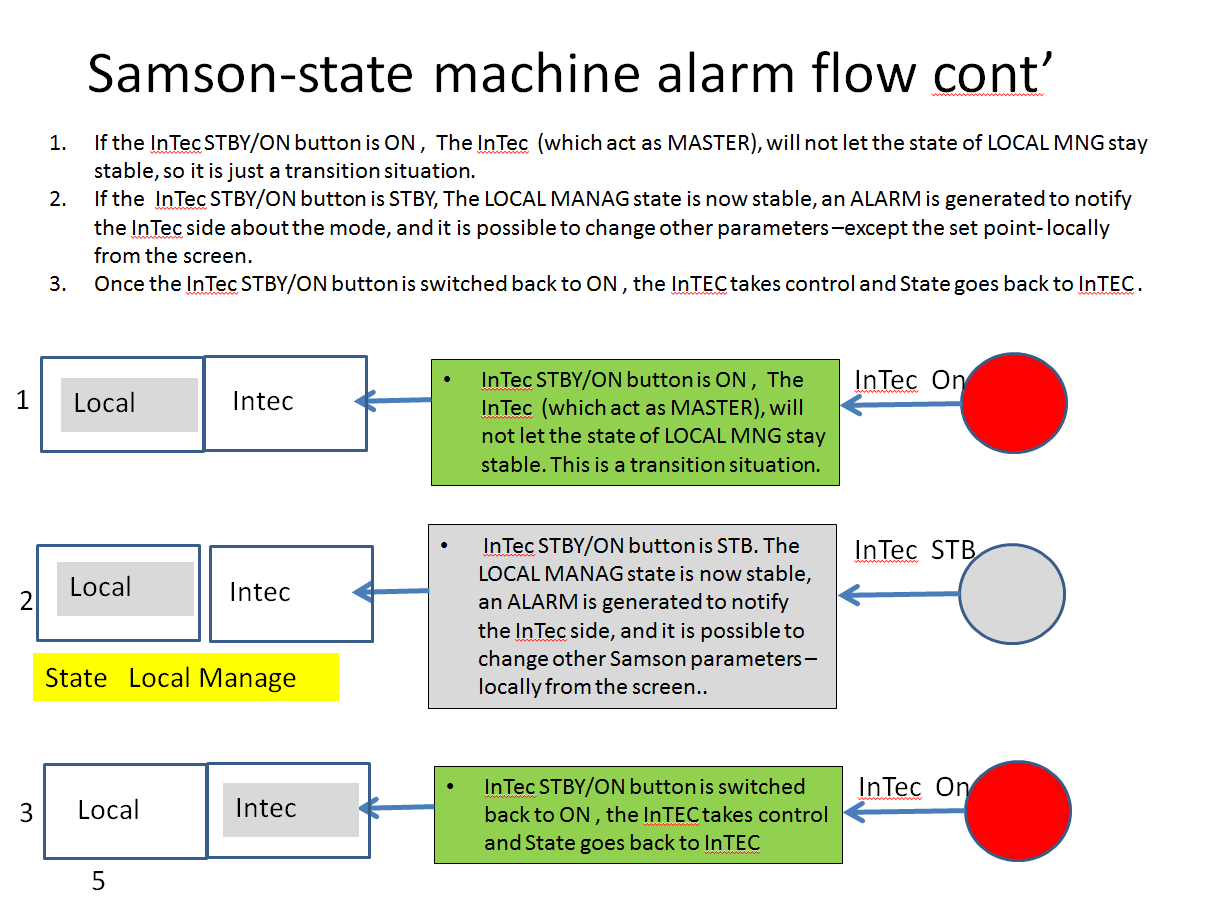 Samson-state machine alarm flow cont’
1. If the InTec STBY/ON button is ON , The InTec (which act as MASTER), will not let the state of LOCAL MNG stay
stable, so it is just a transition situation.
2. If the InTec STBY/ON button is STBY, The LOCAL MANAG state is now stable, an ALARM is generated to notify
the InTec side about the mode, and it is possible to change other parameters –except the set point- locally
from the screen.
3. Once the InTec STBY/ON button is switched back to ON , the InTEC takes control and State goes back to InTEC .
1
Local
Intec
• InTec STBY/ON button is ON , The
InTec (which act as MASTER), will
not let the state of LOCAL MNG stay
stable. This is a transition situation.
InTec On
2
Local
Intec
State Local Manage
• InTec STBY/ON button is STB. The
LOCAL MANAG state is now stable,
an ALARM is generated to notify
the InTec side, and it is possible to
change other Samson parameters –
locally from the screen..
InTec STB
3
Local
Intec
• InTec STBY/ON button is switched
back to ON , the InTEC takes control
and State goes back to InTEC
InTec On
5